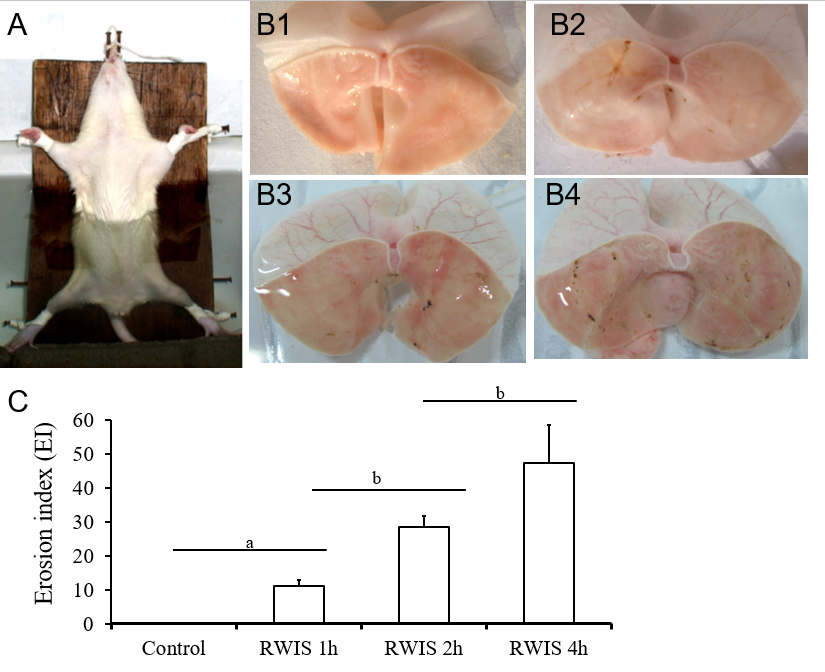 A
B1
B2
B3
B4
C
b
b
a
Erosion index (EI)
60
50
40
30
20
10
0
Control
RWIS 1h
RWIS 2h
RWIS 4h